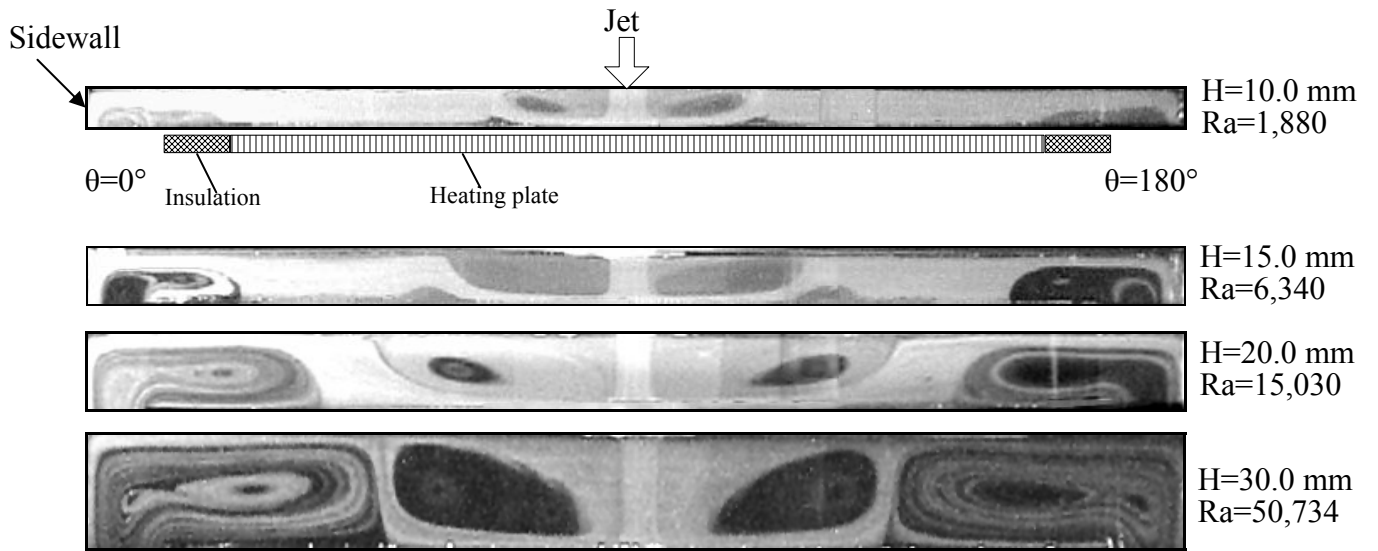 Jet
Sidewall
H=10.0 mm
Ra=1,880
θ=0°
Insulation
Heating plate
θ=180°
H=15.0 mm
Ra=6,340
H=20.0 mm
Ra=15,030
H=30.0 mm
Ra=50,734